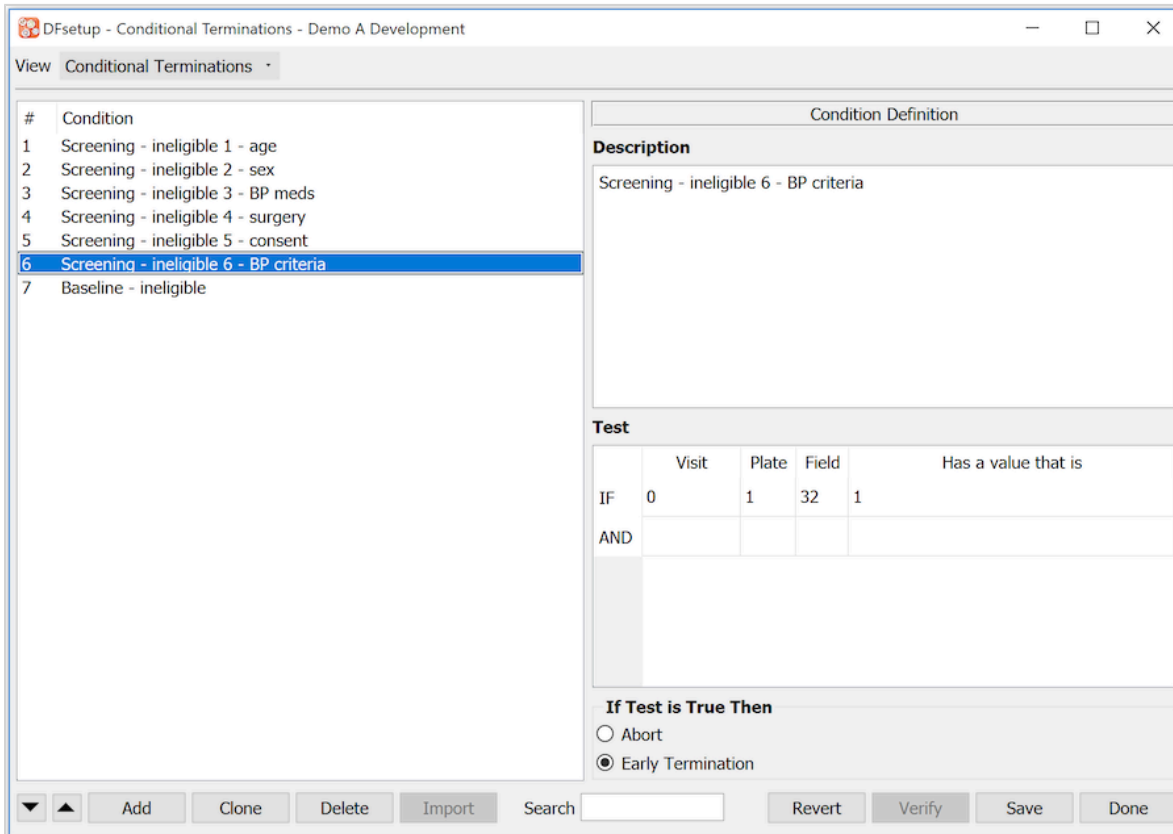 DFsetup - Conditional Terminations - Demo A Development
View Conditional Terminations
# Condition
1 Screening - ineligible 1 - age
2 Screening - ineligible 2 - sex
3 Screening - ineligible 3 - BP meds
4 Screening - ineligible 4 - surgery
5 Screening - ineligible 5 - consent
6 Screening - ineligible 6 - BP criteria
7 Baseline - ineligible
Condition Definition
Description
Screening - ineligible 6 - BP criteria
Test
Visit Plate Field Has a value that is
IF 0 1 32 1
AND
If Test is True Then
Abort
Early Termination
Add Clone Delete Import Search Revert Verify Save Done